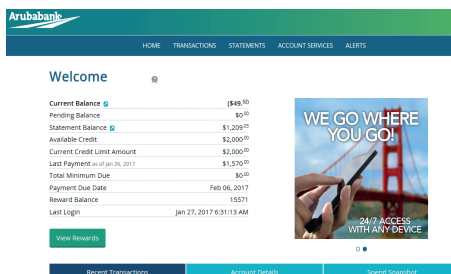 Arubabank
HOME TRANSACTIONS STATEMENTS ACCOUNT SERVICES ALERTS
Welcome
Current Balance ($49.92)
Pending Balance $0.00
Statement Balance $1,209.03
Available Credit $2,000.00
Current Credit Limit Amount $2,000.00
Last Payment as of Jan 26, 2017 $1,570.00
Total Minimum Due $0.00
Payment Due Date Feb 06, 2017
Reward Balance 15571
Last Login Jan 27, 2017 6:31:13 AM
WE GO WHERE
YOU GO!
24/7 ACCESS
WITH ANY DEVICE
View Rewards
Recent Transactions Account Details Spend Snapshot